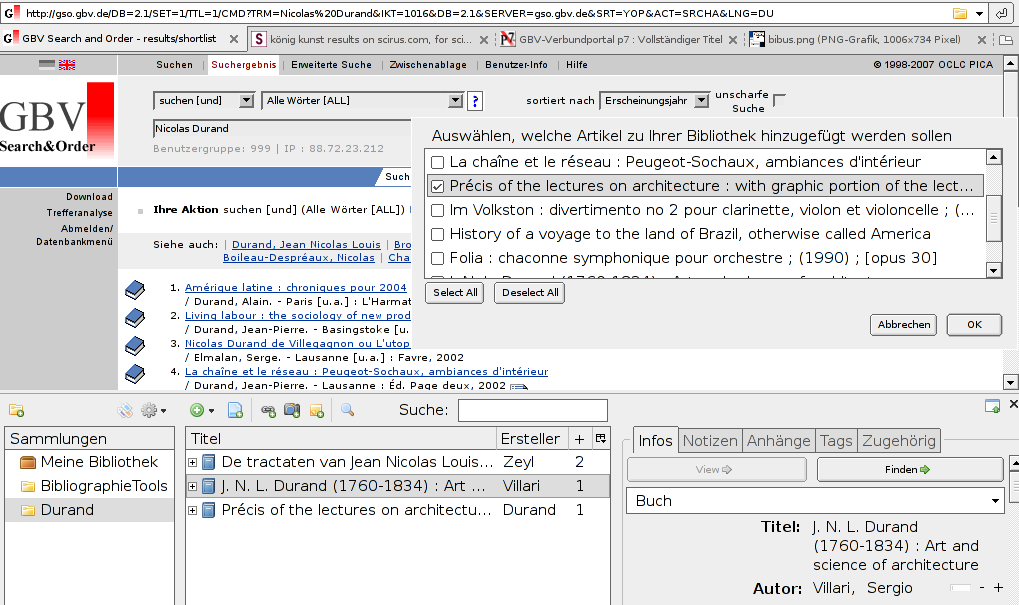 http://gso.gbv.de/DB=2.1/SET=1/TTL=1/CMD?TRM=Nicolas%20Durand&IKT=1016&DB=2.1&SERVER=gso.gbv.de&SRT=YOP&ACT=SRCHA&LNG=DU
GBV Search and Order - results/shortlist
könig kunst results on scirus.com, for sci...
GBV-Verbundportal p7 : Vollständiger Titel
bibus.png (PNG-Grafik, 1006x734 Pixel)
Suchen | Suchergebnis | Erweiterte Suche | Zwischenablage | Benutzer-Info | Hilfe
© 1998-2007 OCLC PICA
GBV
Search&Order
suchen [und]
Alle Wörter [ALL]
?
sortiert nach
Erscheinungsjahr
unscharfe
Suche
Nicolas Durand
Benutzergruppe: 999 | IP : 88.72.23.212
Such
Download
Trefferanalyse
Abmelden/
Datenbankmenü
Ihre Aktion suchen [und] (Alle Wörter [ALL])
Siehe auch: | Durand, Jean Nicolas Louis | Bro
Boileau-Despréaux, Nicolas | Cha
1. Amérique latine : chroniques pour 2004
/ Durand, Alain. - Paris [u.a.] : L'Harmat
2. Living labour : the sociology of new prod
/ Durand, Jean-Pierre. - Basingstoke [u.
3. Nicolas Durand de Villegagnon ou L'utop
/ Elmalan, Serge. - Lausanne [u.a.] : Favre, 2002
4. La chaîne et le réseau : Peugeot-Sochaux, ambiances d'intérieur
/ Durand, Jean-Pierre. - Lausanne : Éd. Page deux, 2002
Auswählen, welche Artikel zu Ihrer Bibliothek hinzugefügt werden sollen
La chaîne et le réseau : Peugeot-Sochaux, ambiances d'intérieur
Précis of the lectures on architecture : with graphic portion of the lect...
Im Volkston : divertimento no 2 pour clarinette, violon et violoncelle ; (...
History of a voyage to the land of Brazil, otherwise called America
Folia : chaconne symphonique pour orchestre ; (1990) ; [opus 30]
Select All
Deselect All
Abbrechen
OK
Suche:
Sammlungen
Meine Bibliothek
BibliographieTools
Durand
Titel
Ersteller
+
De tractaten van Jean Nicolas Louis... Zeyl 2
J. N. L. Durand (1760-1834) : Art ... Villari 1
Précis of the lectures on architectu... Durand 1
Infos
Notizen
Anhänge
Tags
Zugehörig
View
Finden
Buch
Titel: J. N. L. Durand
(1760-1834) : Art and
science of architecture
Autor: Villari, Sergio - +